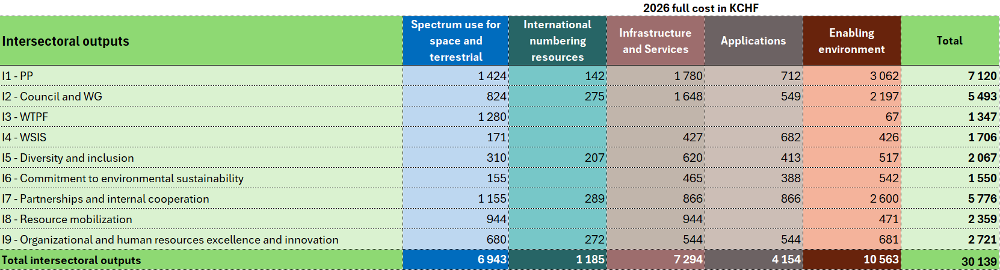 2026 full cost in KCHF
Intersectoral outputs Spectrum use for space and terrestrial International numbering resources Infrastructure and Services Applications Enabling environment Total
I1 - PP 1 424 142 1 780 712 3 062 7 120
I2 - Council and WG 824 275 1 648 549 2 197 5 493
I3 - WTPF 1 280 67 1 347
I4 - WSIS 171 427 682 426 1 706
I5 - Diversity and inclusion 310 207 620 413 517 2 067
I6 - Commitment to environmental sustainability 155 465 388 542 1 550
I7 - Partnerships and internal cooperation 1 155 289 866 866 2 600 5 776
I8 - Resource mobilization 944 944 471 2 359
I9 - Organizational and human resources excellence and innovation 680 272 544 544 681 2 721
Total intersectoral outputs 6 943 1 185 7 294 4 154 10 563 30 139